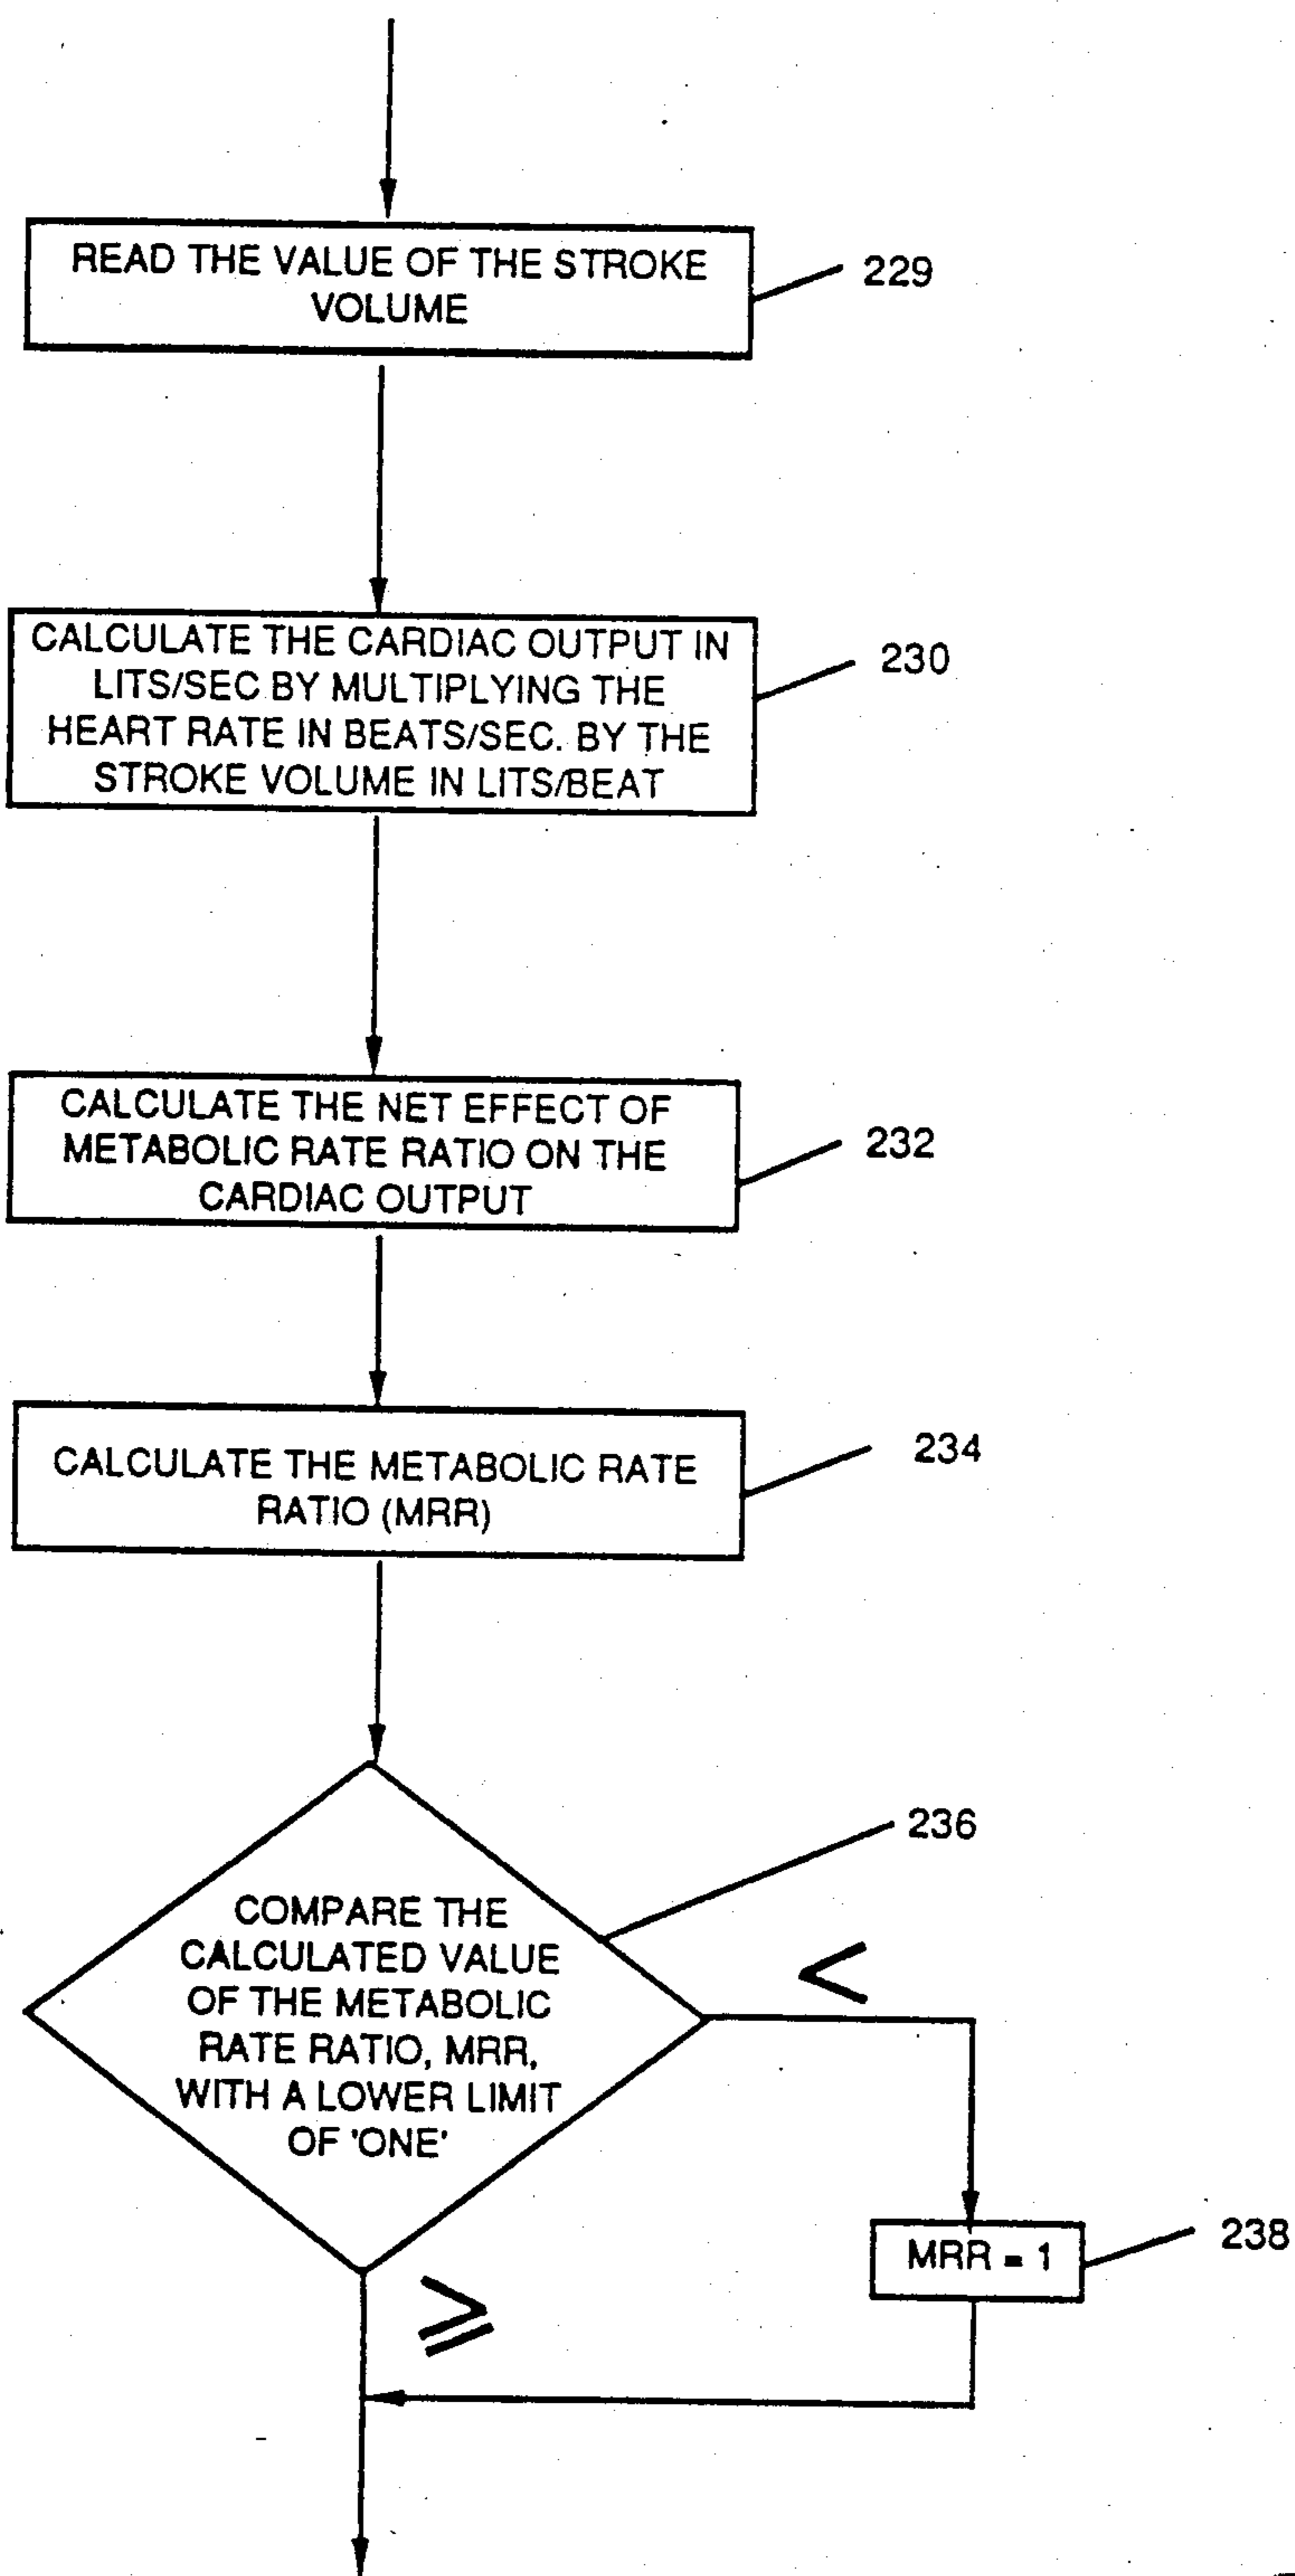 READ THE VALUE OF THE STROKE
VOLUME
229
CALCULATE THE CARDIAC OUTPUT IN
LITS/SEC BY MULTIPLYING THE
HEART RATE IN BEATS/SEC. BY THE
STROKE VOLUME IN LITS/BEAT
230
CALCULATE THE NET EFFECT OF
METABOLIC RATE RATIO ON THE
CARDIAC OUTPUT
232
CALCULATE THE METABOLIC RATE
RATIO (MRR)
234
236
COMPARE THE
CALCULATED VALUE
OF THE METABOLIC
RATE RATIO, MRR,
WITH A LOWER LIMIT
OF 'ONE'
<
MRR = 1
238
≥